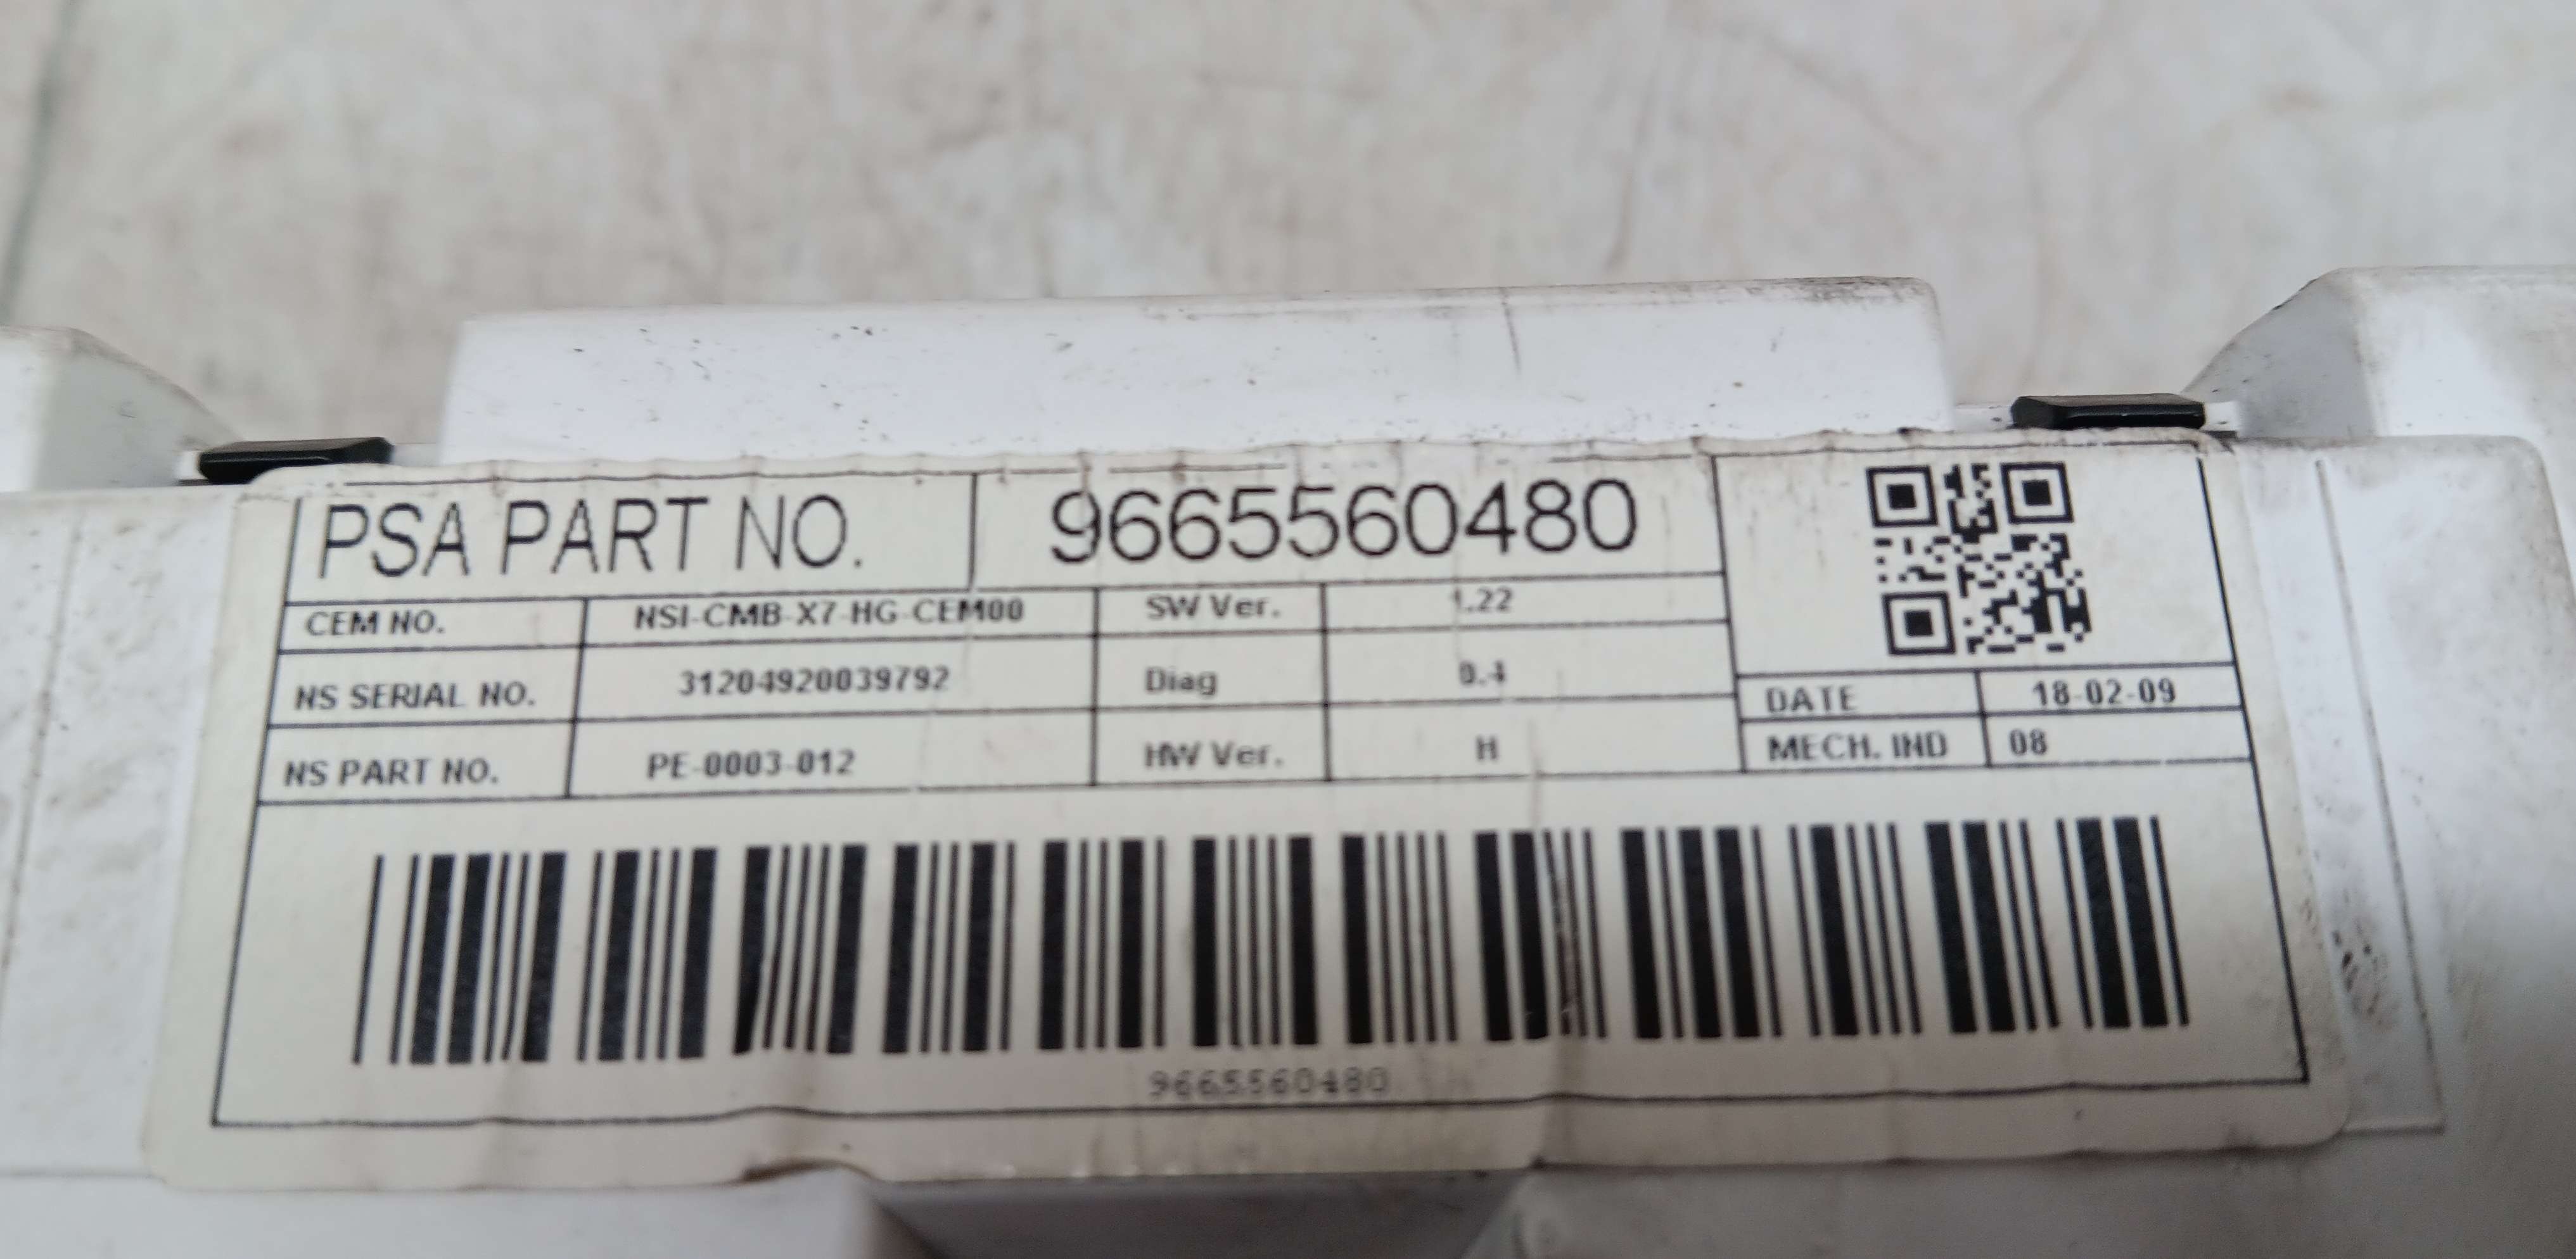 PSA PART NO. 9665560480
CEM NO. NSI-CMB-X7-HG-CEM00 SW Ver. 1.22
NS SERIAL NO. 31204920039792 Diag 0.4
DATE 18-02-09
NS PART NO. PE-0003-012 HW Ver. H
MECH. IND 08
9665560480